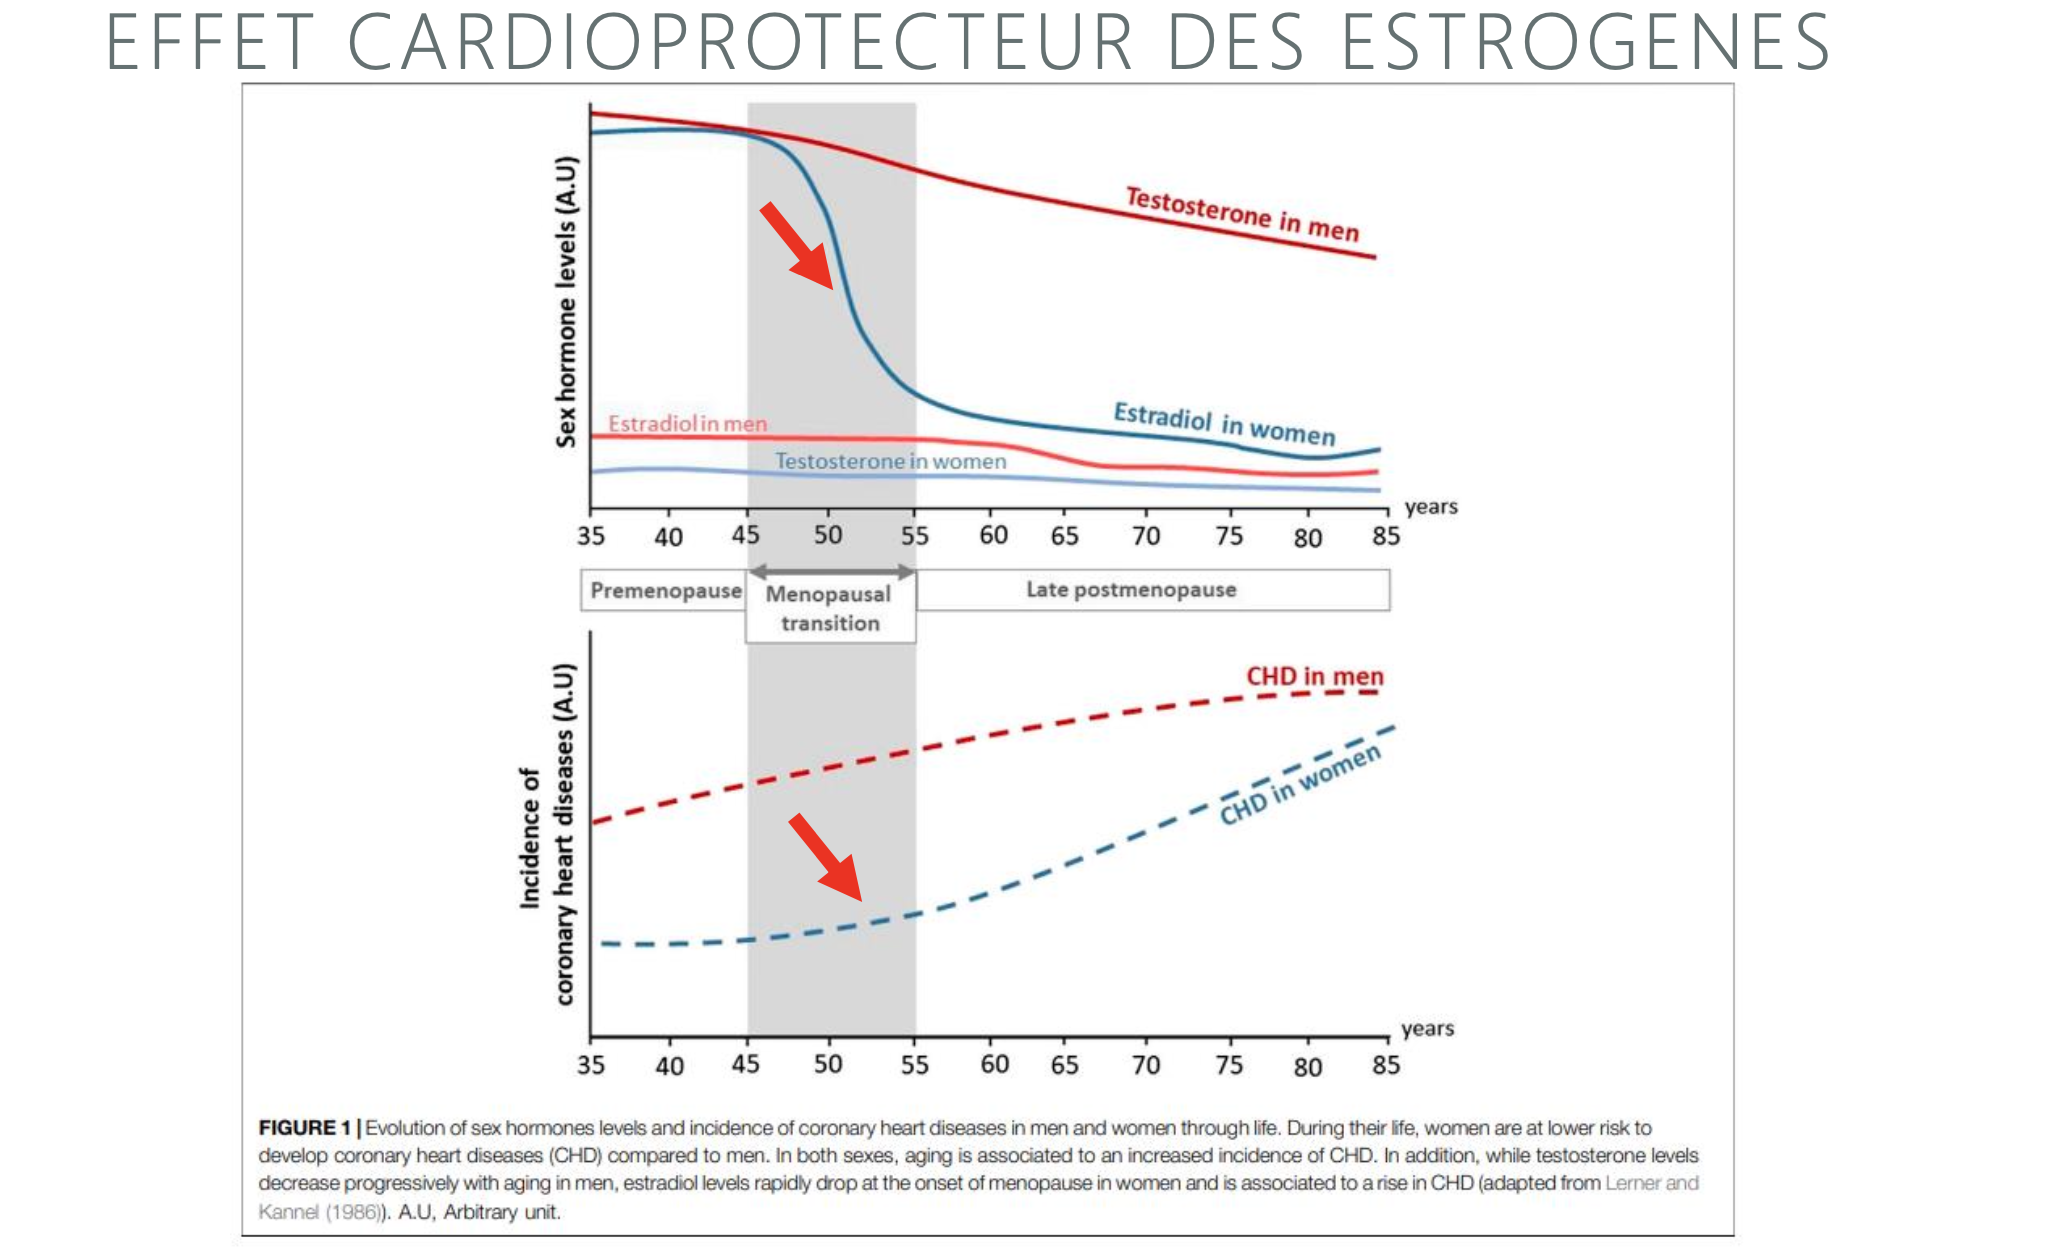 EFFET CARDIOPROTECTEUR DES ESTROGENES
Sex hormone levels (A.U)
Testosterone in men
Estradiol in women
Estradiol in men
Testosterone in women
years
35 40 45 50 55 60 65 70 75 80 85
Premenopause
Menopausal
transition
Late postmenopause
Incidence of
coronary heart diseases (A.U)
CHD in men
CHD in women
years
35 40 45 50 55 60 65 70 75 80 85
FIGURE 1 | Evolution of sex hormones levels and incidence of coronary heart diseases in men and women through life. During their life, women are at lower risk to
develop coronary heart diseases (CHD) compared to men. In both sexes, aging is associated to an increased incidence of CHD. In addition, while testosterone levels
decrease progressively with aging in men, estradiol levels rapidly drop at the onset of menopause in women and is associated to a rise in CHD (adapted from Lerner and
Kannel (1986)). A.U, Arbitrary unit.